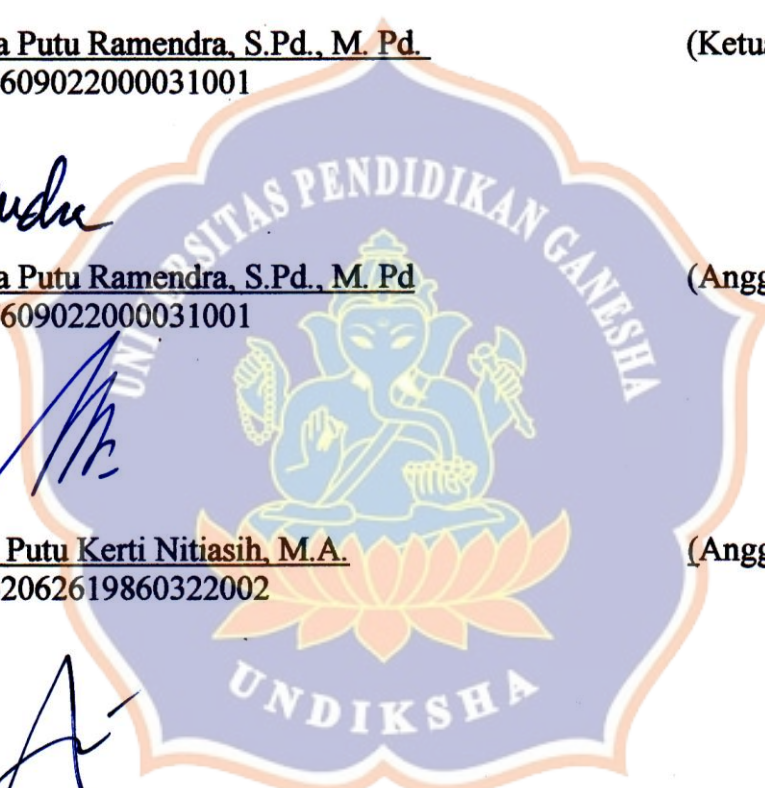 a Putu Ramendra, S.Pd., M. Pd. (Ketua
609022000031001
UNIVERSITAS PENDIDIKAN GANESHA
a Putu Ramendra, S.Pd., M. Pd (Angg
609022000031001
Putu Kerti Nitiasih, M.A. (Angg
2062619860322002
UNDIKSHA